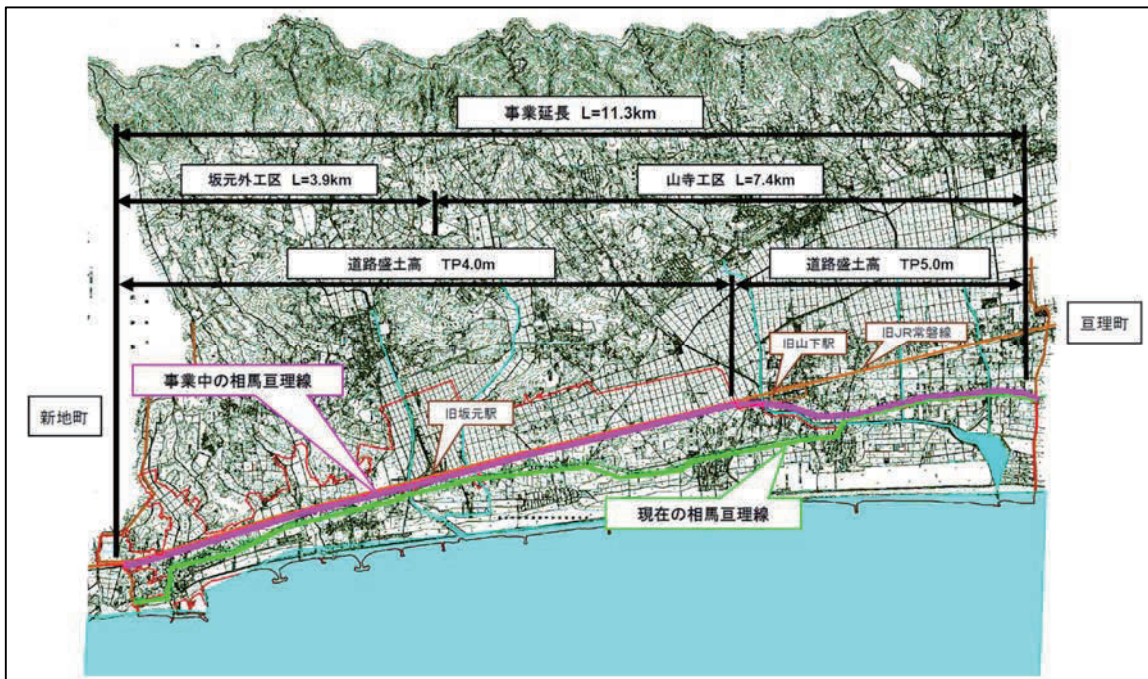 事業延長 L=11.3km
坂元外工区 L=3.9km
山寺工区 L=7.4km
道路盛土高 TP4.0m
道路盛土高 TP5.0m
亘理町
旧JR常磐線
旧山下駅
事業中の相馬亘理線
旧坂元駅
新地町
現在の相馬亘理線